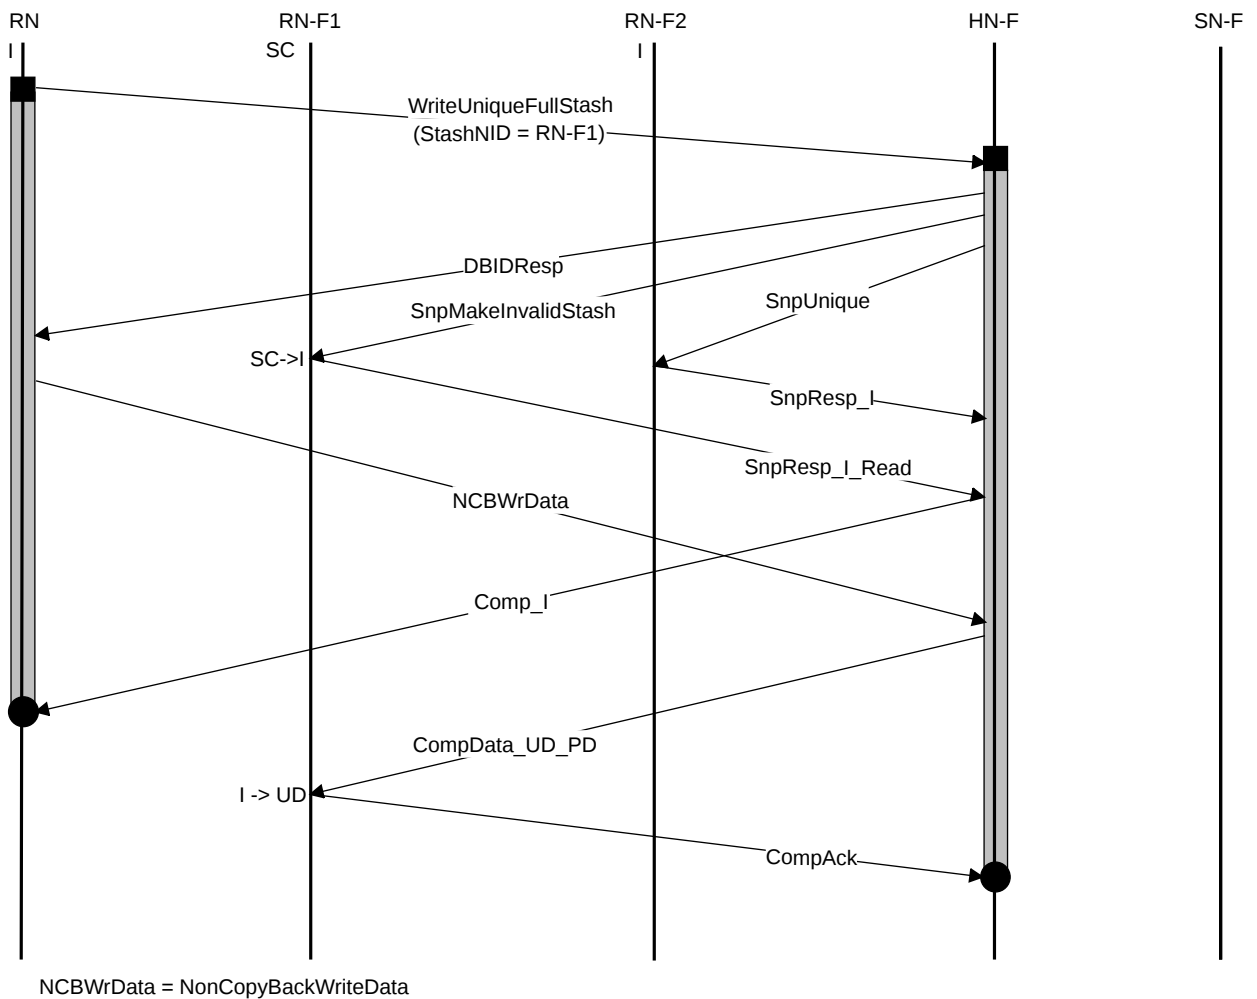 RN RN-F1 RN-F2 HN-F SN-F
I SC I
WriteUniqueFullStash
(StashNID = RN-F1)
DBIDResp
SnpUnique
SnpMakeInvalidStash
SC->I
SnpResp_I
SnpResp_I_Read
NCBWrData
Comp_I
CompData_UD_PD
I -> UD
CompAck
NCBWrData = NonCopyBackWriteData